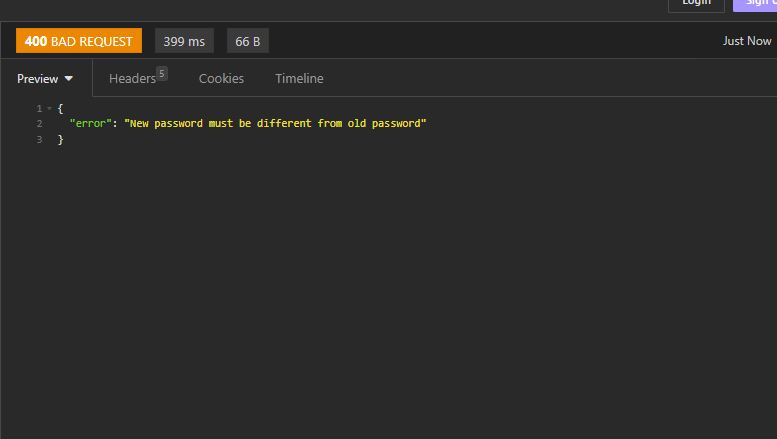 Login
Sign
400 BAD REQUEST
399 ms
66 B
Just Now
Preview
Headers 5
Cookies
Timeline
1 {
2 "error": "New password must be different from old password"
3 }